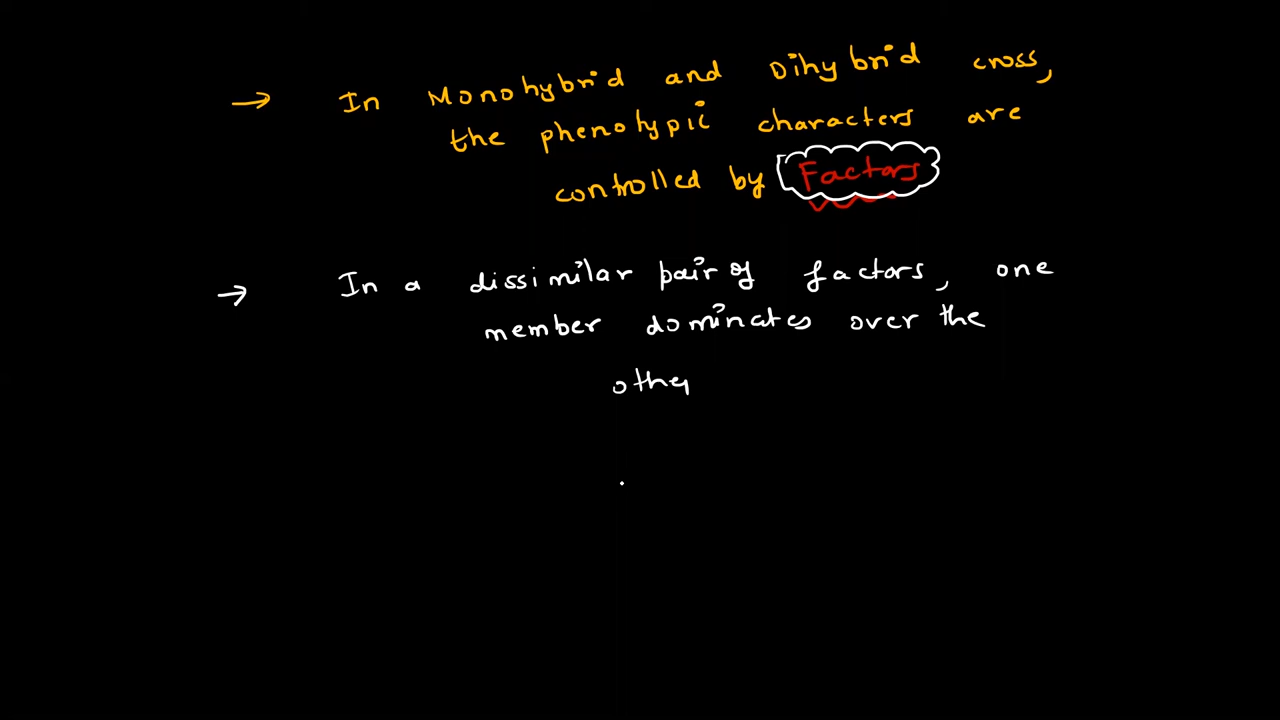 → In Monohybrid and Dihybrid cross,
the phenotypic characters are
controlled by Factors
→ In a dissimilar pair of factors, one
member dominates over the
other